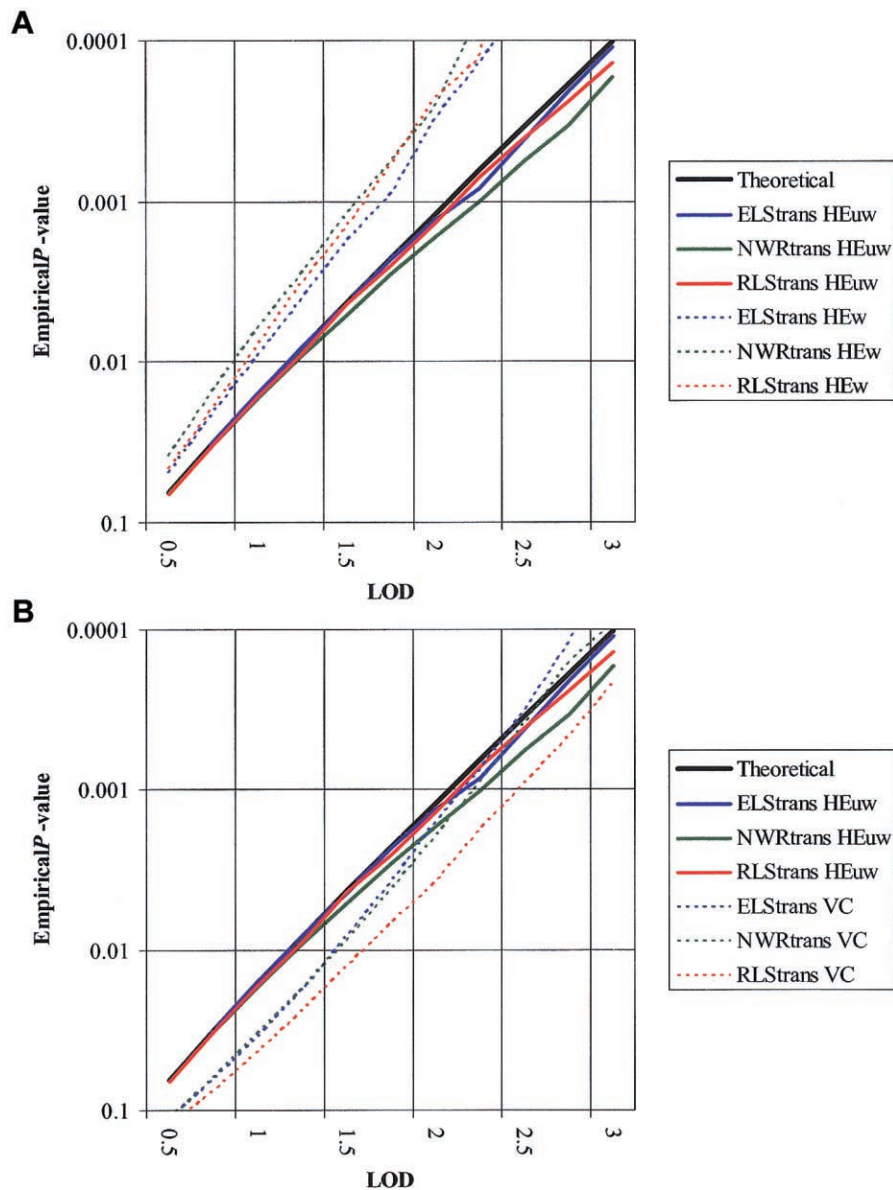 A
0.0001
0.001
0.01
0.1
Empirical P-value
0.5
1
1.5
2
2.5
3
LOD
Theoretical
ELStrans HEuw
NWRtrans HEuw
RLStrans HEuw
ELStrans HEw
NWRtrans HEw
RLStrans HEw
B
0.0001
0.001
0.01
0.1
Empirical P-value
0.5
1
1.5
2
2.5
3
LOD
Theoretical
ELStrans HEuw
NWRtrans HEuw
RLStrans HEuw
ELStrans VC
NWRtrans VC
RLStrans VC